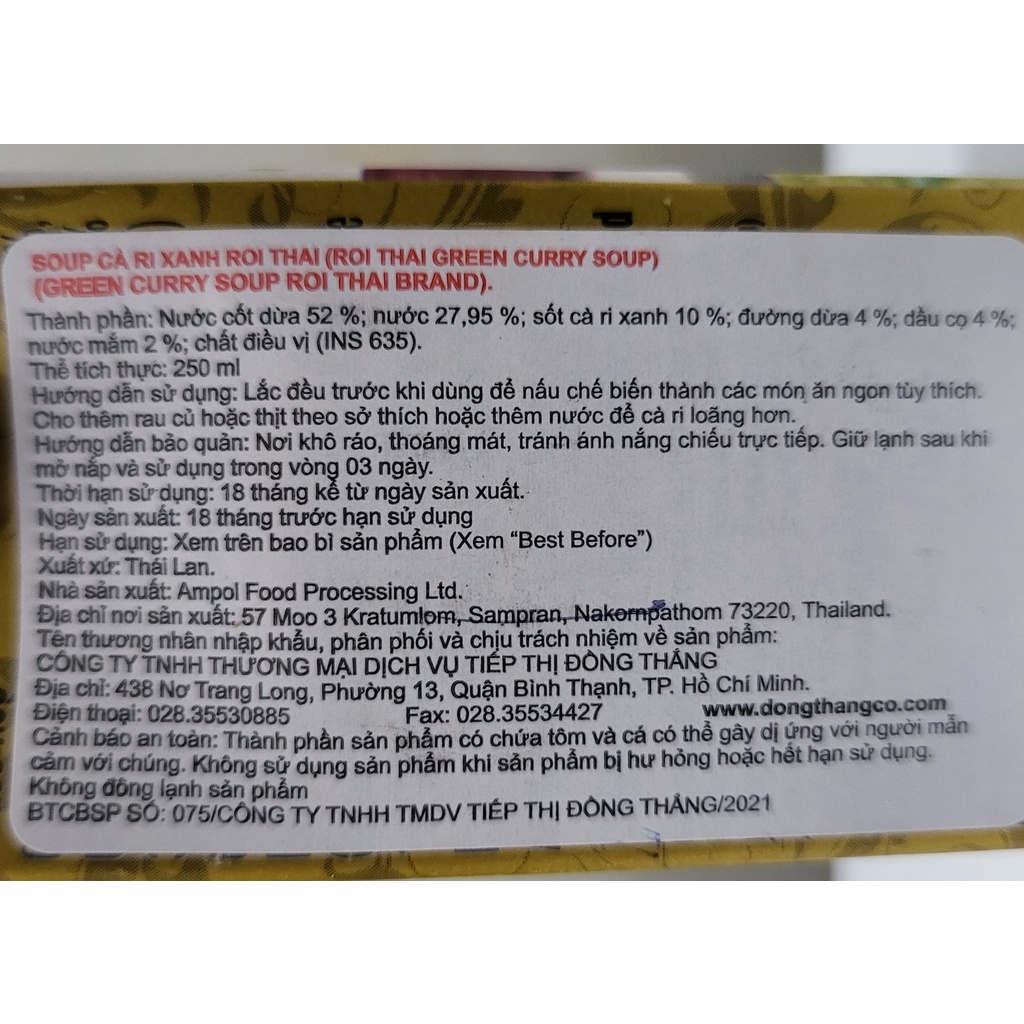 SOUP CÀ RI XANH ROI THAI (ROI THAI GREEN CURRY SOUP)
(GREEN CURRY SOUP ROI THAI BRAND).
Thành phần: Nước cốt dừa 52 %; nước 27,95 %; sốt cà ri xanh 10 %; đường dừa 4 %; dầu cọ 4 %;
nước mắm 2 %; chất điều vị (INS 635).
Thể tích thực: 250 ml
Hướng dẫn sử dụng: Lắc đều trước khi dùng để nấu chế biến thành các món ăn ngon tùy thích.
Cho thêm rau củ hoặc thịt theo sở thích hoặc thêm nước để cà ri loãng hơn.
Hướng dẫn bảo quản: Nơi khô ráo, thoáng mát, tránh ánh nắng chiếu trực tiếp. Giữ lạnh sau khi
mở nắp và sử dụng trong vòng 03 ngày.
Thời hạn sử dụng: 18 tháng kể từ ngày sản xuất.
Ngày sản xuất: 18 tháng trước hạn sử dụng
Hạn sử dụng: Xem trên bao bì sản phẩm (Xem “Best Before”)
Xuất xứ: Thái Lan.
Nhà sản xuất: Ampol Food Processing Ltd.
Địa chỉ nơi sản xuất: 57 Moo 3 Kratumlom, Sampran, Nakornpathom 73220, Thailand.
Tên thương nhân nhập khẩu, phân phối và chịu trách nhiệm về sản phẩm:
CÔNG TY TNHH THƯƠNG MẠI DỊCH VỤ TIẾP THỊ ĐÔNG THẮNG
Địa chỉ: 438 Nơ Trang Long, Phường 13, Quận Bình Thạnh, TP. Hồ Chí Minh.
Điện thoại: 028.35530885 Fax: 028.35534427 www.dongthangco.com
Cảnh báo an toàn: Thành phần sản phẩm có chứa tôm và cá có thể gây dị ứng với người mẫn
cảm với chúng. Không sử dụng sản phẩm khi sản phẩm bị hư hỏng hoặc hết hạn sử dụng.
Không đông lạnh sản phẩm
BTCBSP SỐ: 075/CÔNG TY TNHH TMDV TIẾP THỊ ĐÔNG THẮNG/2021